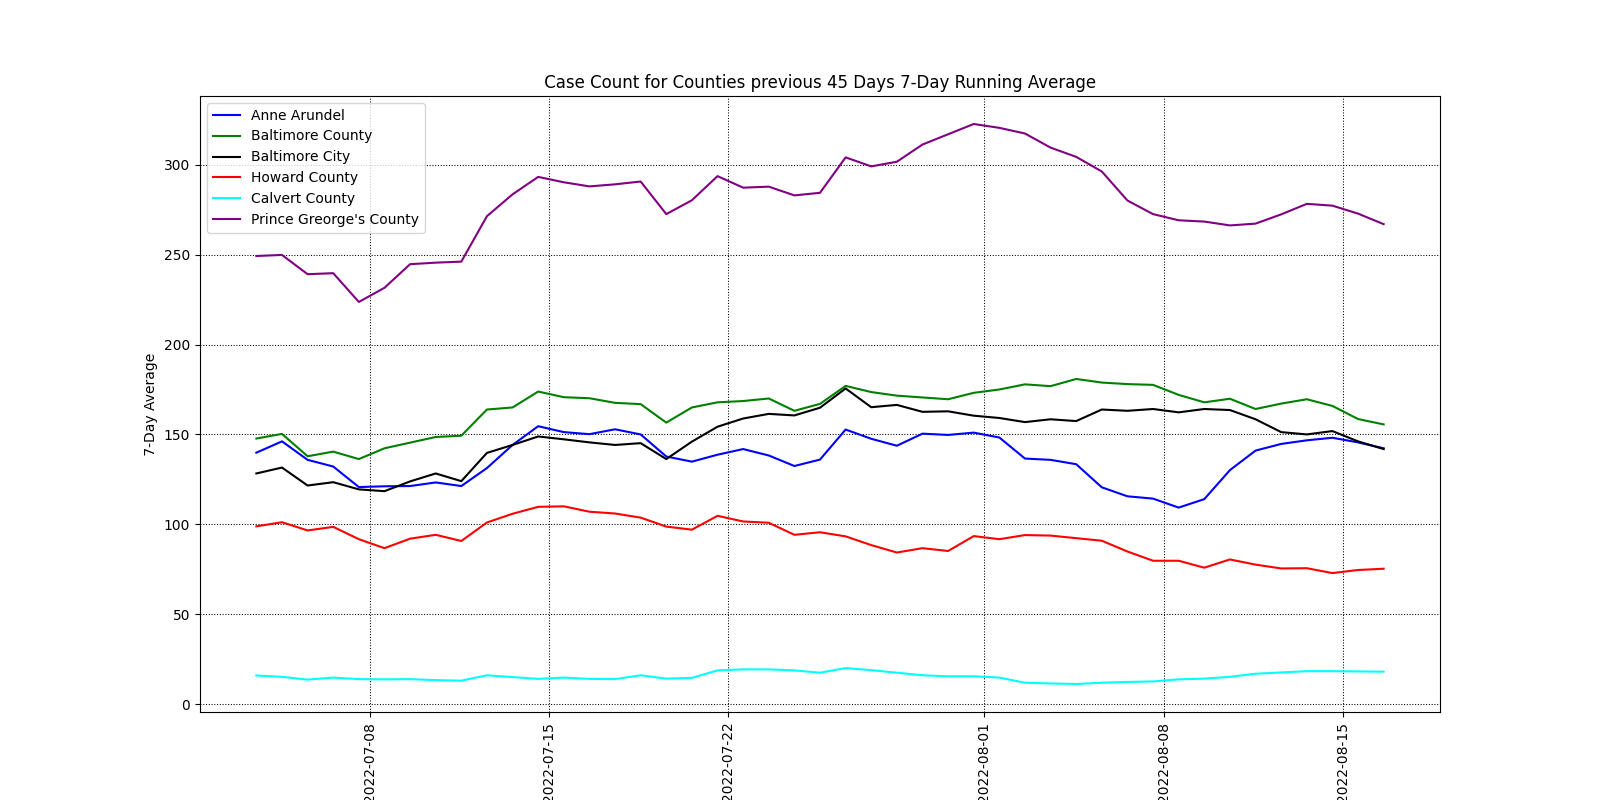 Case Count for Counties previous 45 Days 7-Day Running Average
Anne Arundel
Baltimore County
Baltimore City
Howard County
Calvert County
Prince Greorge's County
7-Day Average
300
250
200
150
100
50
0
2022-07-08
2022-07-15
2022-07-22
2022-08-01
2022-08-08
2022-08-15